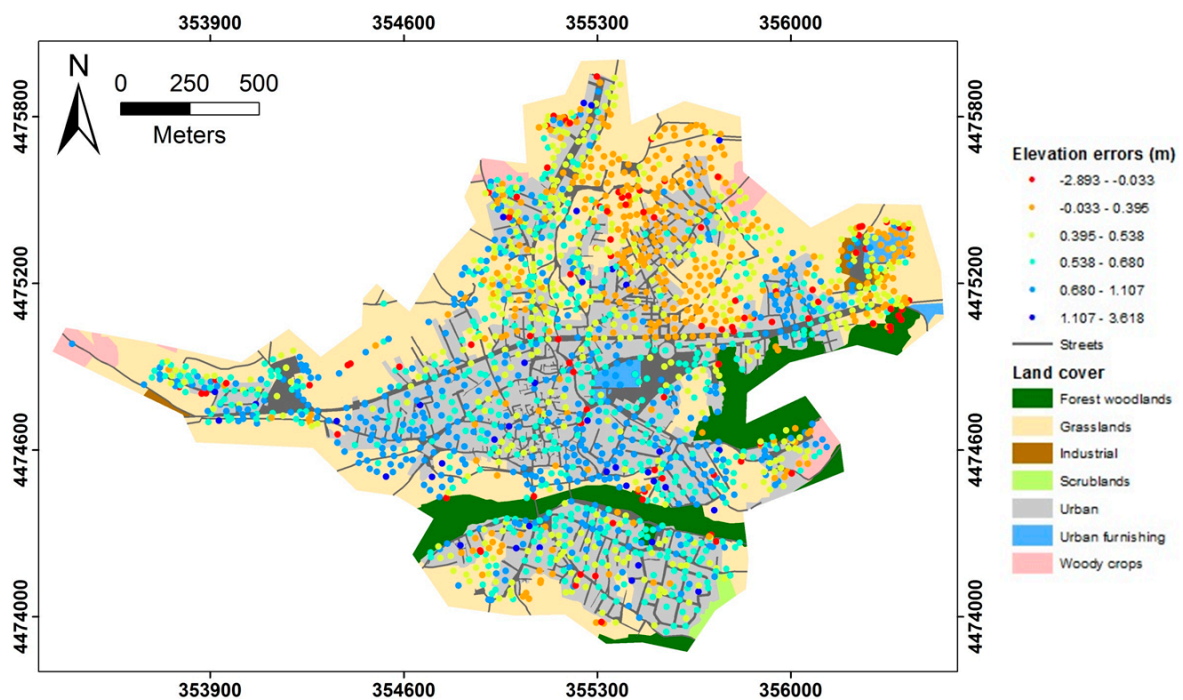 353900 354600 355300 356000
N
0 250 500
Meters
4475800 4475800
4475200 4475200
4474600 4474600
4474000 4474000
353900 354600 355300 356000
Elevation errors (m)
-2.893 - -0.033
-0.033 - 0.395
0.395 - 0.538
0.538 - 0.680
0.680 - 1.107
1.107 - 3.618
Streets
Land cover
Forest woodlands
Grasslands
Industrial
Scrublands
Urban
Urban furnishing
Woody crops